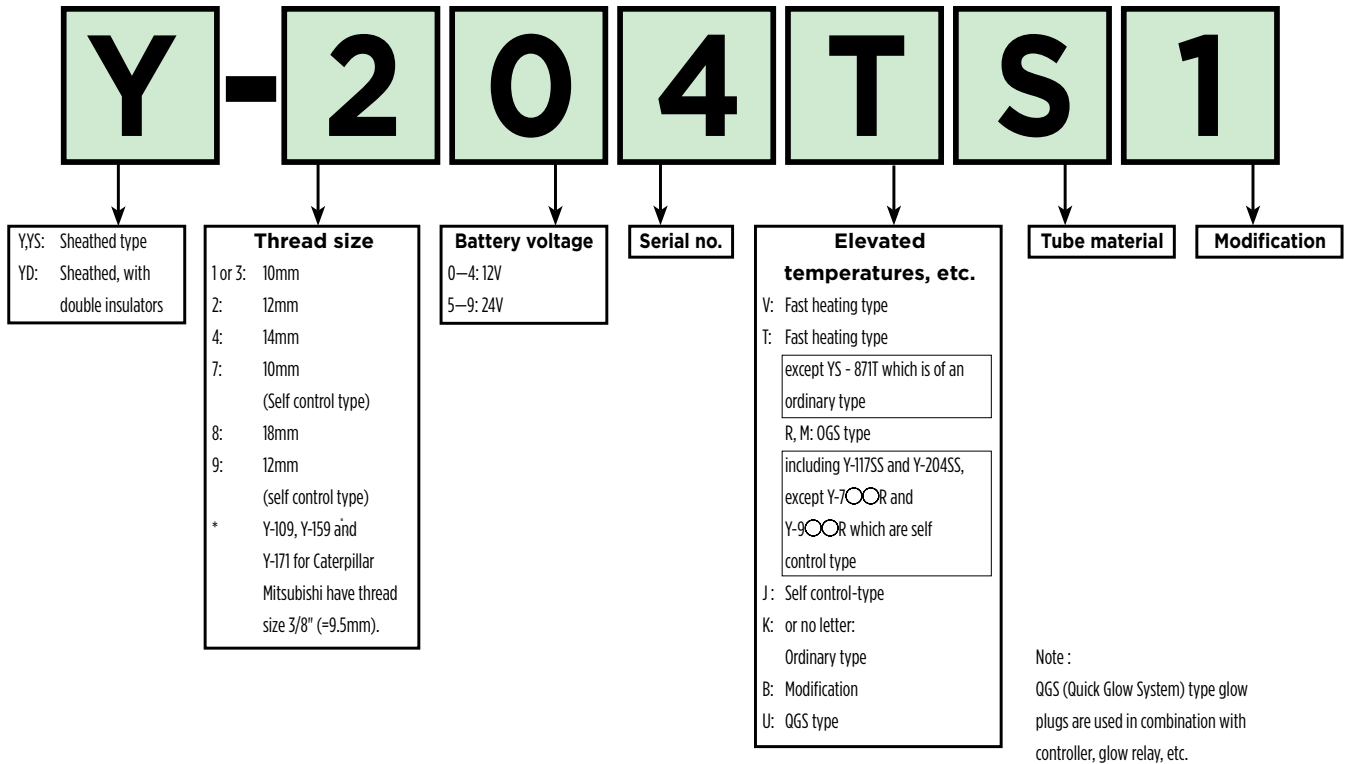 Y-204TS1
Y,YS: Sheathed type
YD: Sheathed, with
double insulators
Thread size
1 or 3: 10mm
2: 12mm
4: 14mm
7: 10mm
(Self control type)
8: 18mm
9: 12mm
(self control type)
* Y-109, Y-159 and
Y-171 for Caterpillar
Mitsubishi have thread
size 3/8" (=9.5mm).
Battery voltage
0—4: 12V
5—9: 24V
Serial no.
Elevated
temperatures, etc.
V: Fast heating type
T: Fast heating type
except YS - 871T which is of an
ordinary type
R, M: OGS type
including Y-117SS and Y-204SS,
except Y-7◯◯R and
Y-9◯◯R which are self
control type
J : Self control-type
K: or no letter:
Ordinary type
B: Modification
U: QGS type
Tube material
Modification
Note :
QGS (Quick Glow System) type glow
plugs are used in combination with
controller, glow relay, etc.